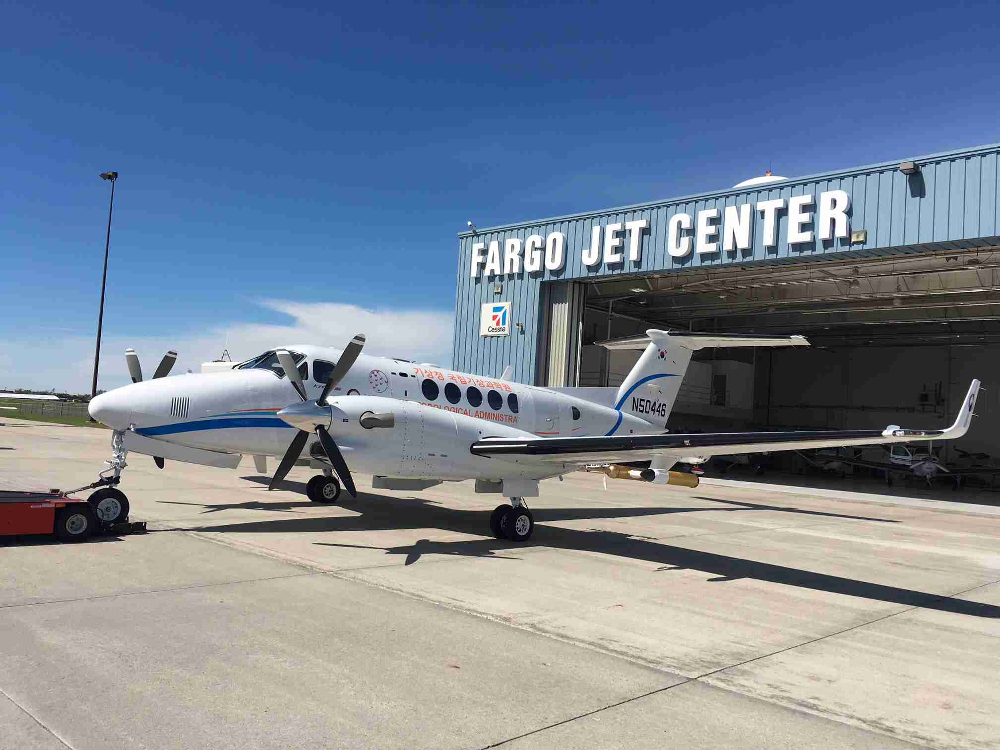 FARGO JET CENTER
Cessna
기상청 국립기상과학원
OROLOGICAL ADMINISTRA
N50446